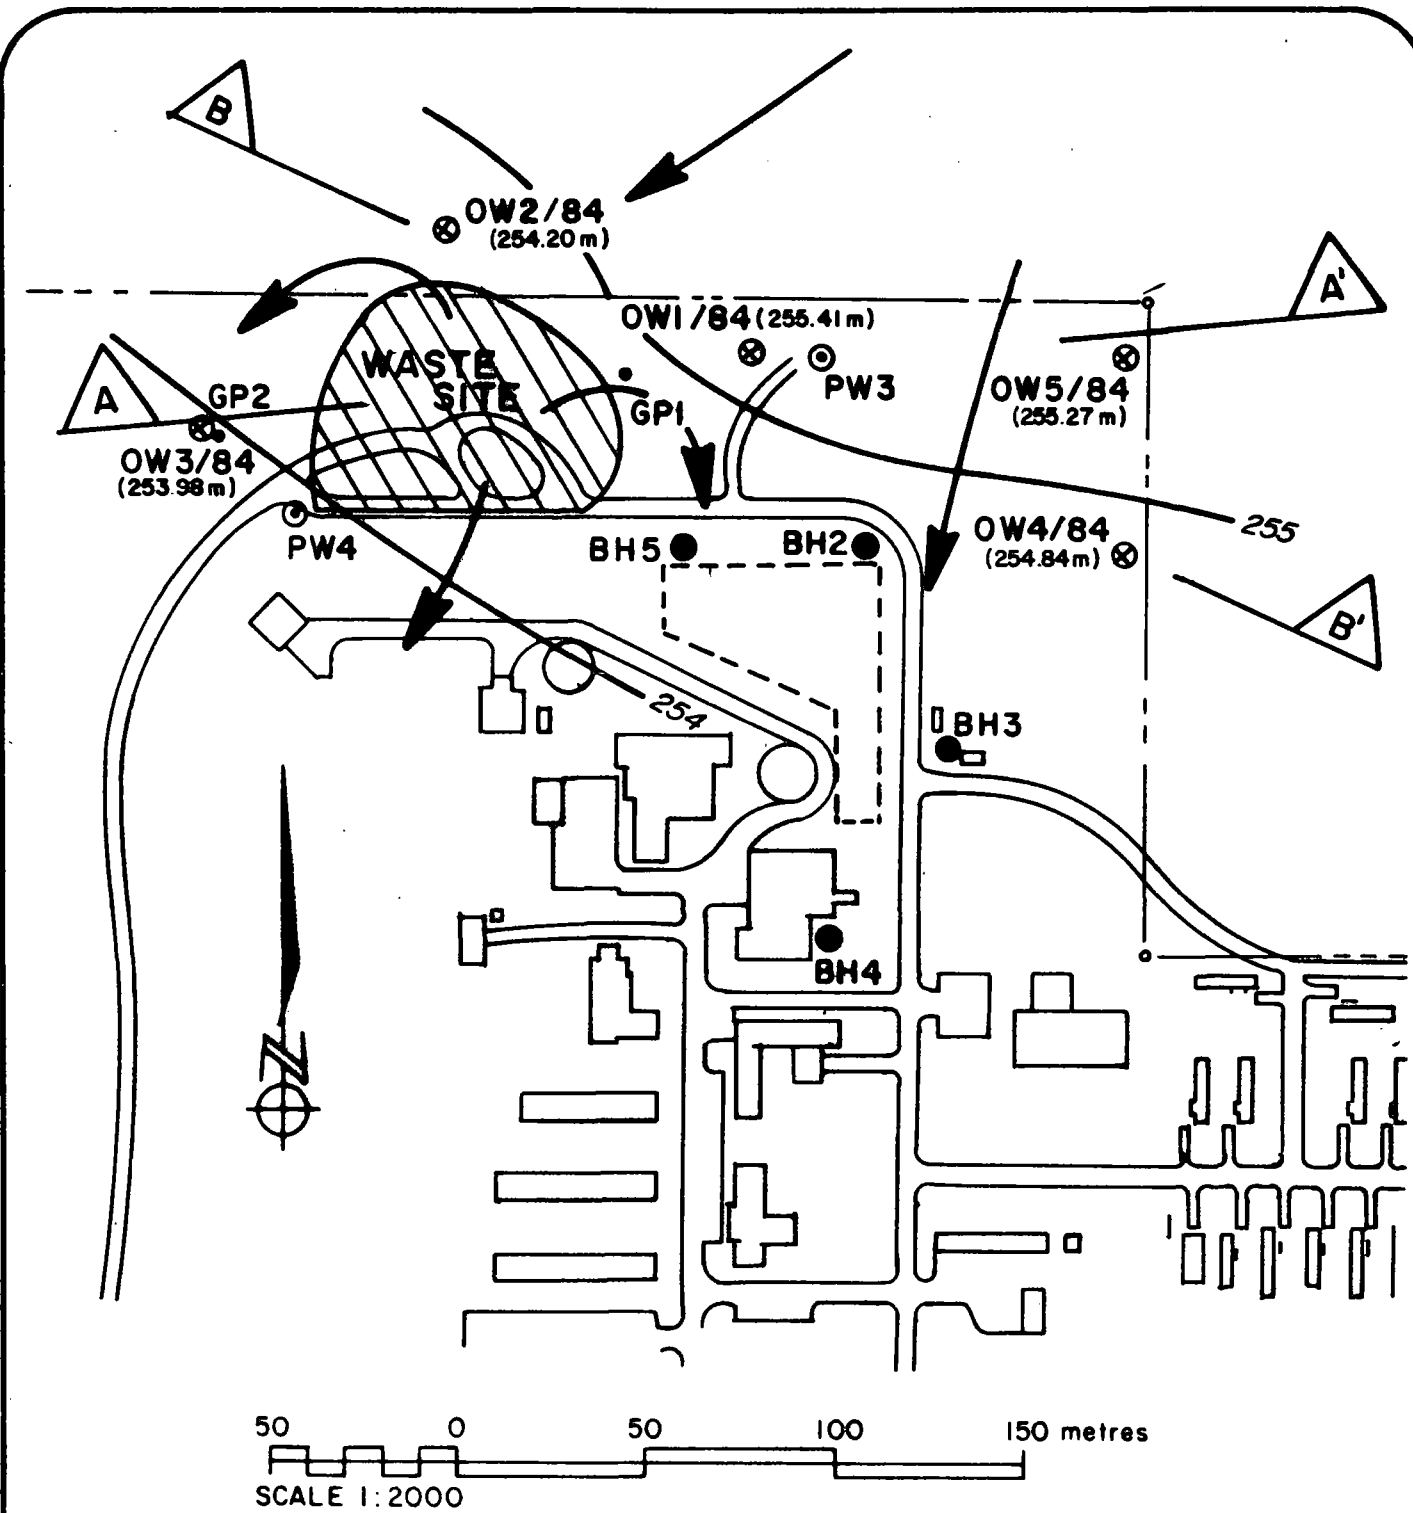 B
OW2/84
(254.20m)
A'
OW1/84 (255.41m)
WASTE
SITE
PW3
OW5/84
(255.27m)
A
GP2
GP1
OW3/84
(253.98m)
255
OW4/84
(254.84m)
PW4
BH5
BH2
B'
254
BH3
BH4
N
50 0 50 100 150 metres
SCALE 1:2000